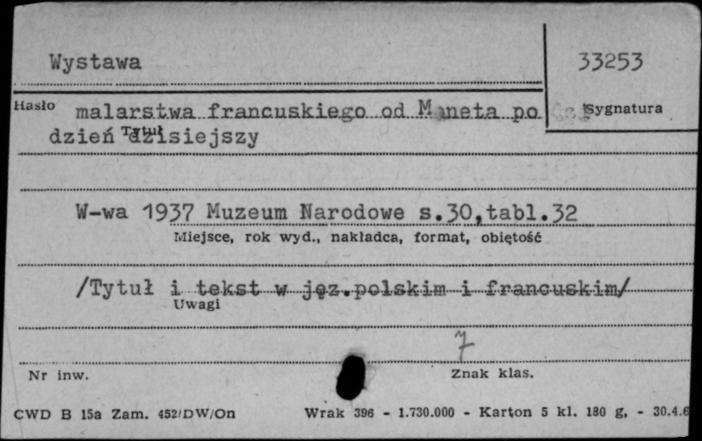 Wystawa
33253
Hasło
malarstwa francuskiego od Maneta po
Sygnatura
dzień dzisiejszy
Tytuł
W-wa 1937 Muzeum Narodowe s.30,tabl.32
Miejsce, rok wyd., nakładca, format, objętość
/Tytuł i tekst w jęz.polskim i francuskim/
Uwagi
7
Nr inw.
Znak klas.
CWD B 15a Zam. 452/DW/On Wrak 396 - 1.730.000 - Karton 5 kl. 180 g, - 30.4.6